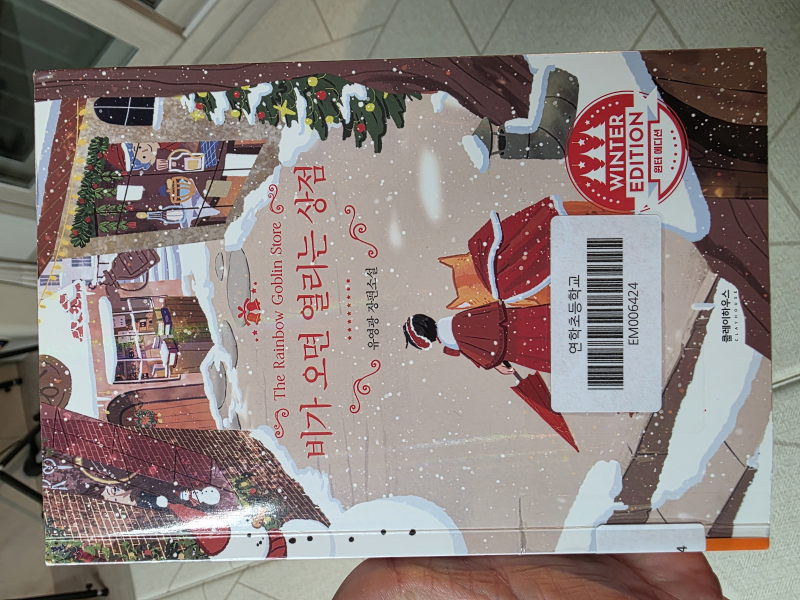 The Rainbow Goblin Store
비가 오면 열리는 상점
유영광 장편소설
WINTER
EDITION
윈터 에디션
연학초등학교
EM006424
클레이하우스
CLAYHOUSE
4